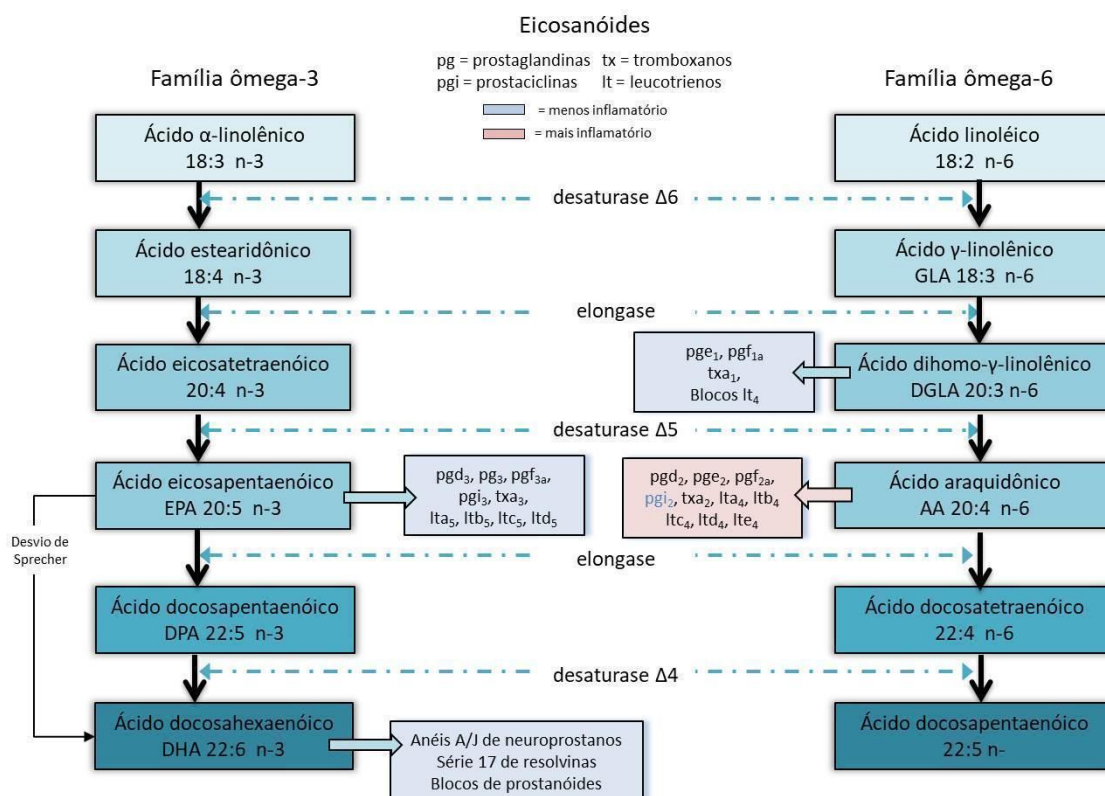 Eicosanóides
pg = prostaglandinas tx = tromboxanos
pgi = prostaciclinas lt = leucotrienos
= menos inflamatório
= mais inflamatório
Família ômega-3
Família ômega-6
Ácido α-linolênico
18:3 n-3
Ácido linoléico
18:2 n-6
desaturase Δ6
Ácido estearidônico
18:4 n-3
Ácido γ-linolênico
GLA 18:3 n-6
elongase
Ácido eicosatetraenóico
20:4 n-3
pge₁, pgf₁ₐ
txa₁,
Blocos lt₄
Ácido dihomo-γ-linolênico
DGLA 20:3 n-6
desaturase Δ5
Ácido eicosapentaenóico
EPA 20:5 n-3
pgd₃, pg₃, pgf₃ₐ,
pgi₃, txa₃,
lta₅, ltb₅, ltc₅, ltd₅
pgd₂, pge₂, pgf₂ₐ,
pgi₂, txa₂, lta₄, ltb₄
ltc₄, ltd₄, lte₄
Ácido araquidônico
AA 20:4 n-6
Desvio de
Sprecher
elongase
Ácido docosapentaenóico
DPA 22:5 n-3
Ácido docosatetraenóico
22:4 n-6
desaturase Δ4
Ácido docosahexaenóico
DHA 22:6 n-3
Anéis A/J de neuroprostanos
Série 17 de resolvinas
Blocos de prostanóides
Ácido docosapentaenóico
22:5 n-